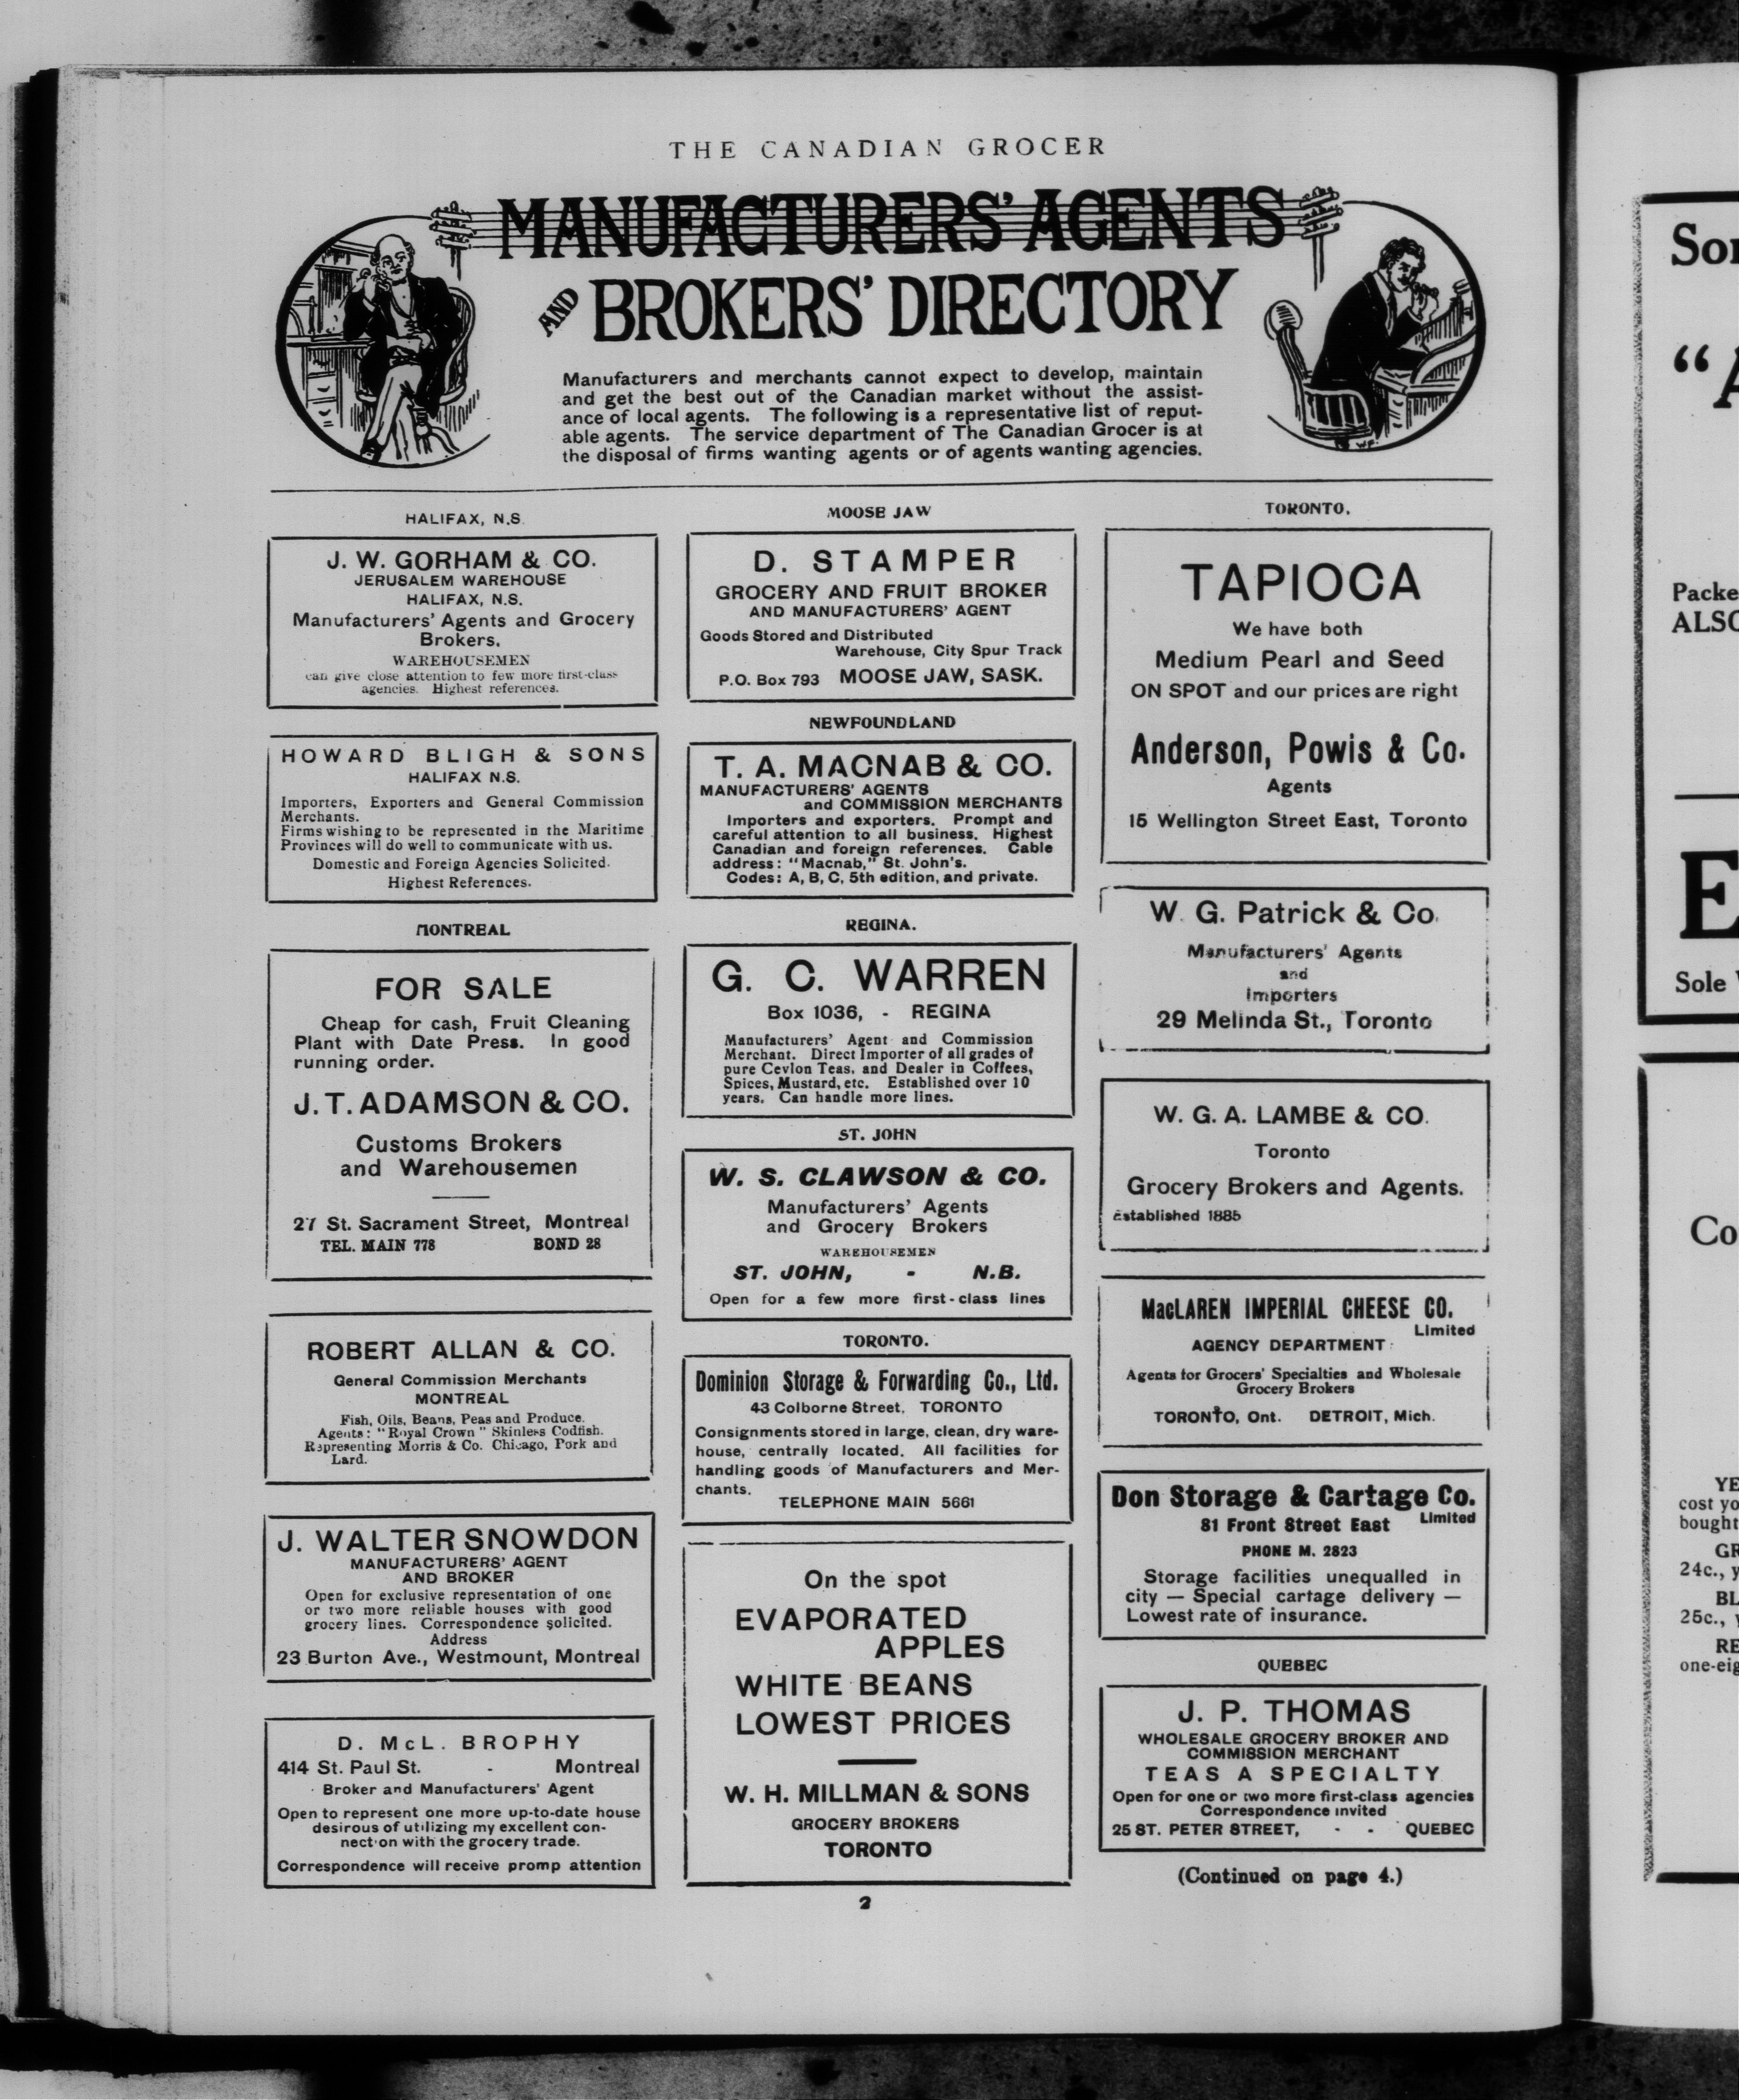 THE CANADIAN GROCER
MANUFACTURERS' AGENTS
AND BROKERS' DIRECTORY
Manufacturers and merchants cannot expect to develop, maintain
and get the best out of the Canadian market without the assist-
ance of local agents. The following is a representative list of reput-
able agents. The service department of The Canadian Grocer is at
the disposal of firms wanting agents or of agents wanting agencies.
HALIFAX, N.S.
J. W. GORHAM & CO.
JERUSALEM WAREHOUSE
HALIFAX, N.S.
Manufacturers' Agents and Grocery
Brokers.
WAREHOUSEMEN
can give close attention to few more first-class
agencies. Highest references.
HOWARD BLIGH & SONS
HALIFAX N.S.
Importers, Exporters and General Commission
Merchants.
Firms wishing to be represented in the Maritime
Provinces will do well to communicate with us.
Domestic and Foreign Agencies Solicited.
Highest References.
MONTREAL
FOR SALE
Cheap for cash, Fruit Cleaning
Plant with Date Press. In good
running order.
J. T. ADAMSON & CO.
Customs Brokers
and Warehousemen
27 St. Sacrament Street, Montreal
TEL. MAIN 778 BOND 28
ROBERT ALLAN & CO.
General Commission Merchants
MONTREAL
Fish, Oils, Beans, Peas and Produce.
Agents: "Royal Crown" Skinless Codfish.
Representing Morris & Co. Chicago, Pork and
Lard.
J. WALTER SNOWDON
MANUFACTURERS' AGENT
AND BROKER
Open for exclusive representation of one
or two more reliable houses with good
grocery lines. Correspondence solicited.
Address
23 Burton Ave., Westmount, Montreal
D. McL. BROPHY
414 St. Paul St. - Montreal
Broker and Manufacturers' Agent
Open to represent one more up-to-date house
desirous of utilizing my excellent con-
nection with the grocery trade.
Correspondence will receive promp attention
MOOSE JAW
D. STAMPER
GROCERY AND FRUIT BROKER
AND MANUFACTURERS' AGENT
Goods Stored and Distributed
Warehouse, City Spur Track
P.O. Box 793 MOOSE JAW, SASK.
NEWFOUNDLAND
T. A. MACNAB & CO.
MANUFACTURERS' AGENTS
and COMMISSION MERCHANTS
Importers and exporters. Prompt and
careful attention to all business. Highest
Canadian and foreign references. Cable
address: "Macnab," St. John's.
Codes: A, B, C, 5th edition, and private.
REGINA.
G. C. WARREN
Box 1036, - REGINA
Manufacturers' Agent and Commission
Merchant. Direct Importer of all grades of
pure Ceylon Teas, and Dealer in Coffees,
Spices, Mustard, etc. Established over 10
years. Can handle more lines.
ST. JOHN
W. S. CLAWSON & CO.
Manufacturers' Agents
and Grocery Brokers
WAREHOUSEMEN
ST. JOHN, - N.B.
Open for a few more first-class lines
TORONTO.
Dominion Storage & Forwarding Co., Ltd.
43 Colborne Street, TORONTO
Consignments stored in large, clean, dry ware-
house, centrally located. All facilities for
handling goods of Manufacturers and Mer-
chants.
TELEPHONE MAIN 5661
On the spot
EVAPORATED
APPLES
WHITE BEANS
LOWEST PRICES
W. H. MILLMAN & SONS
GROCERY BROKERS
TORONTO
TORONTO.
TAPIOCA
We have both
Medium Pearl and Seed
ON SPOT and our prices are right
Anderson, Powis & Co.
Agents
15 Wellington Street East, Toronto
W. G. Patrick & Co.
Manufacturers' Agents
and
Importers
29 Melinda St., Toronto
W. G. A. LAMBE & CO.
Toronto
Grocery Brokers and Agents.
Established 1885
MacLAREN IMPERIAL CHEESE CO.
Limited
AGENCY DEPARTMENT
Agents for Grocers' Specialties and Wholesale
Grocery Brokers
TORONTO, Ont. DETROIT, Mich.
Don Storage & Cartage Co.
81 Front Street East Limited
PHONE M. 2823
Storage facilities unequalled in
city — Special cartage delivery —
Lowest rate of insurance.
QUEBEC
J. P. THOMAS
WHOLESALE GROCERY BROKER AND
COMMISSION MERCHANT
TEAS A SPECIALTY
Open for one or two more first-class agencies
Correspondence invited
25 ST. PETER STREET, - - QUEBEC
(Continued on page 4.)
2
ALSO
Sole
cost
bought
24c.,
25c.,